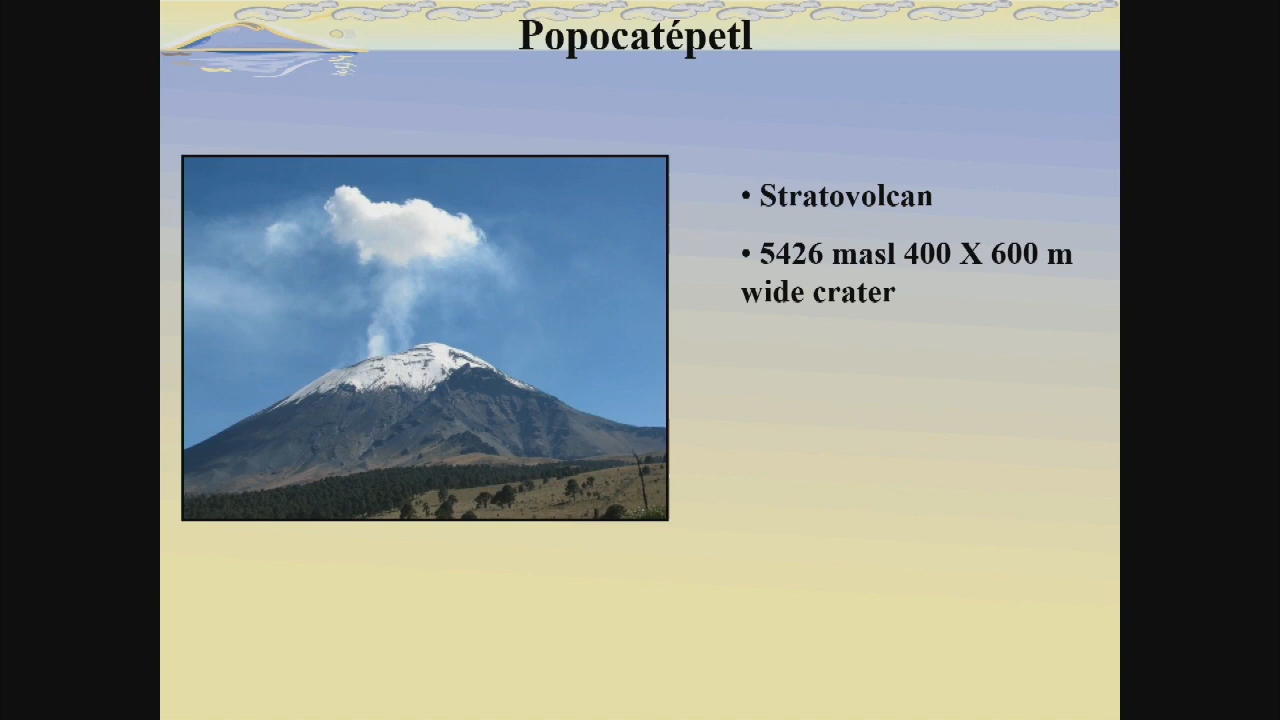 Popocatépetl
• Stratovolcan
• 5426 masl 400 X 600 m
wide crater